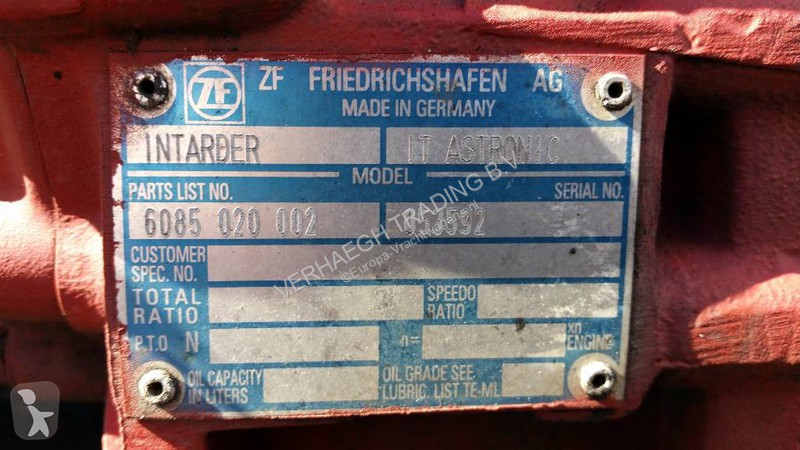 ZF
ZF FRIEDRICHSHAFEN AG
MADE IN GERMANY
INTARDER IT ASTRONIC
MODEL
PARTS LIST NO. SERIAL NO.
6085 020 002
CUSTOMER
SPEC. NO.
TOTAL
RATIO
SPEEDO
RATIO
P.T.O N n= xn
ENGINE
OIL CAPACITY
IN LITERS
OIL GRADE SEE
LUBRIC. LIST TE-ML
VERHAEGH TRADING B.V.